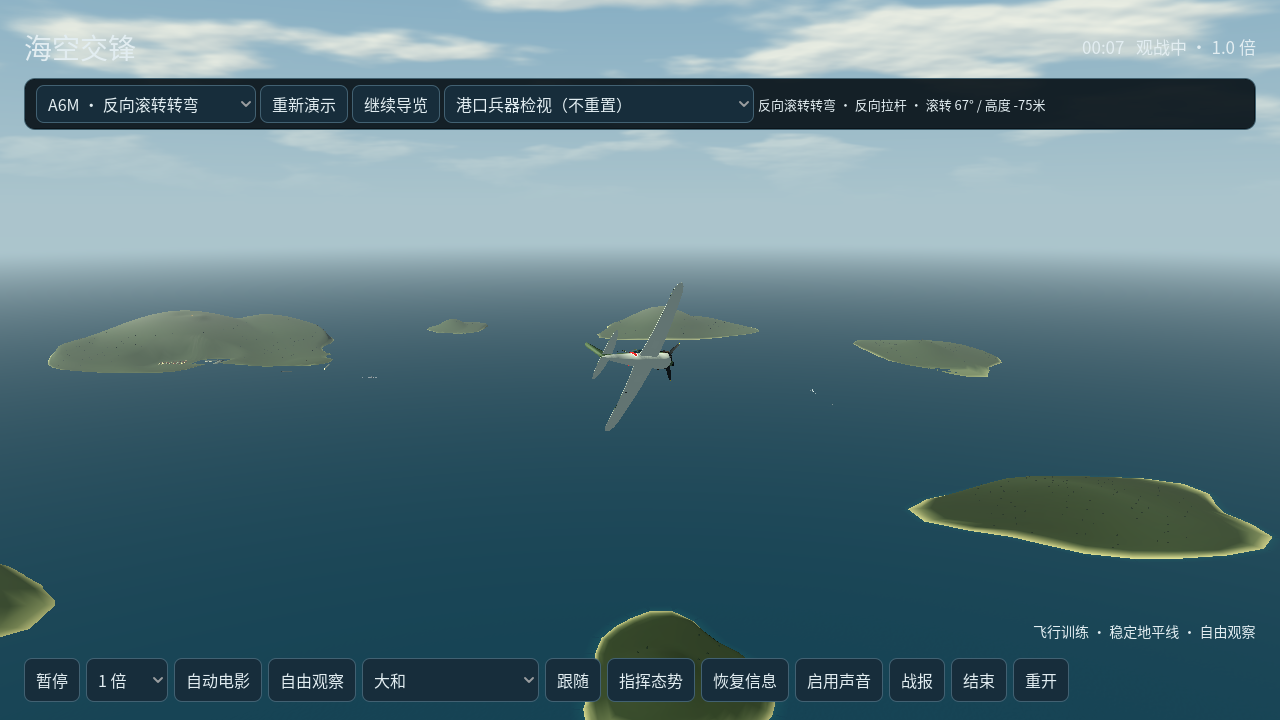 海空交锋
00:07 观战中 · 1.0 倍
A6M · 反向滚转转弯 重新演示 继续导览 港口兵器检视（不重置） 反向滚转转弯 · 反向拉杆 · 滚转 67° / 高度 -75米
飞行训练 · 稳定地平线 · 自由观察
暂停 1 倍 自动电影 自由观察 大和 跟随 指挥态势 恢复信息 启用声音 战报 结束 重开